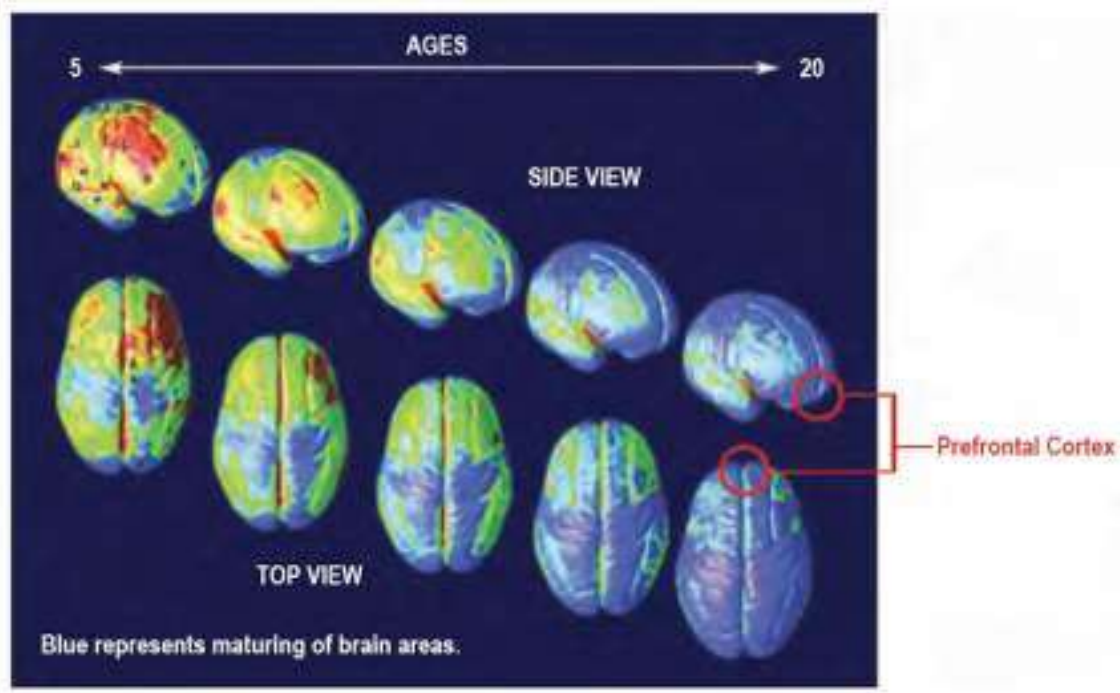 AGES
5
20
SIDE VIEW
Prefrontal Cortex
TOP VIEW
Blue represents maturing of brain areas.